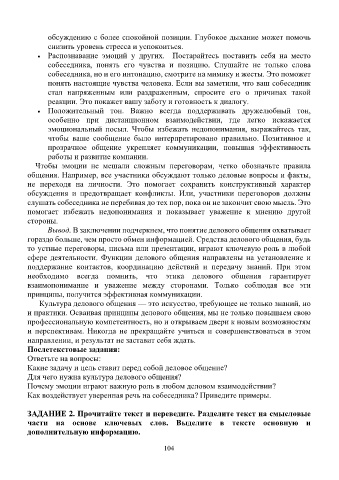 обсуждению с более спокойной позиции. Глубокое дыхание может помочь
снизить уровень стресса и успокоиться.
• Распознавание эмоций у других. Постарайтесь поставить себя на место
собеседника, понять его чувства и позицию. Слушайте не только слова
собеседника, но и его интонацию, смотрите на мимику и жесты. Это поможет
понять настоящие чувства человека. Если вы заметили, что ваш собеседник
стал напряженным или раздраженным, спросите его о причинах такой
реакции. Это покажет вашу заботу и готовность к диалогу.
• Положительный тон. Важно всегда поддерживать дружелюбный тон,
особенно при дистанционном взаимодействии, где легко искажается
эмоциональный посыл. Чтобы избежать недопонимания, выражайтесь так,
чтобы ваше сообщение было интерпретировано правильно. Позитивное и
прозрачное общение укрепляет коммуникации, повышая эффективность
работы и развитие компании.
Чтобы эмоции не мешали сложным переговорам, четко обозначьте правила
общения. Например, все участники обсуждают только деловые вопросы и факты,
не переходя на личности. Это помогает сохранить конструктивный характер
обсуждения и предотвращает конфликты. Или, участники переговоров должны
слушать собеседника не перебивая до тех пор, пока он не закончит свою мысль. Это
помогает избежать недопонимания и показывает уважение к мнению другой
стороны.
Вывод. В заключении подчеркнем, что понятие делового общения охватывает
гораздо больше, чем просто обмен информацией. Средства делового общения, будь
то устные переговоры, письма или презентации, играют ключевую роль в любой
сфере деятельности. Функции делового общения направлены на установление и
поддержание контактов, координацию действий и передачу знаний. При этом
необходимо всегда помнить, что этика делового общения гарантирует
взаимопонимание и уважение между сторонами. Только соблюдая все эти
принципы, получится эффективная коммуникация.
Культура делового общения — это искусство, требующее не только знаний, но
и практики. Осваивая принципы делового общения, мы не только повышаем свою
профессиональную компетентность, но и открываем двери к новым возможностям
и перспективам. Никогда не прекращайте учиться и совершенствоваться в этом
направлении, и результат не заставит себя ждать.
Послетекстовые задания:
Ответьте на вопросы:
Какие задачу и цель ставит перед собой деловое общение?
Для чего нужна культура делового общения?
Почему эмоции играют важную роль в любом деловом взаимодействии?
Как воздействует уверенная речь на собеседника? Приведите примеры.
ЗАДАНИЕ 2. Прочитайте текст и переведите. Разделите текст на смысловые
части на основе ключевых слов. Выделите в тексте основную и
дополнительную информацию.
104